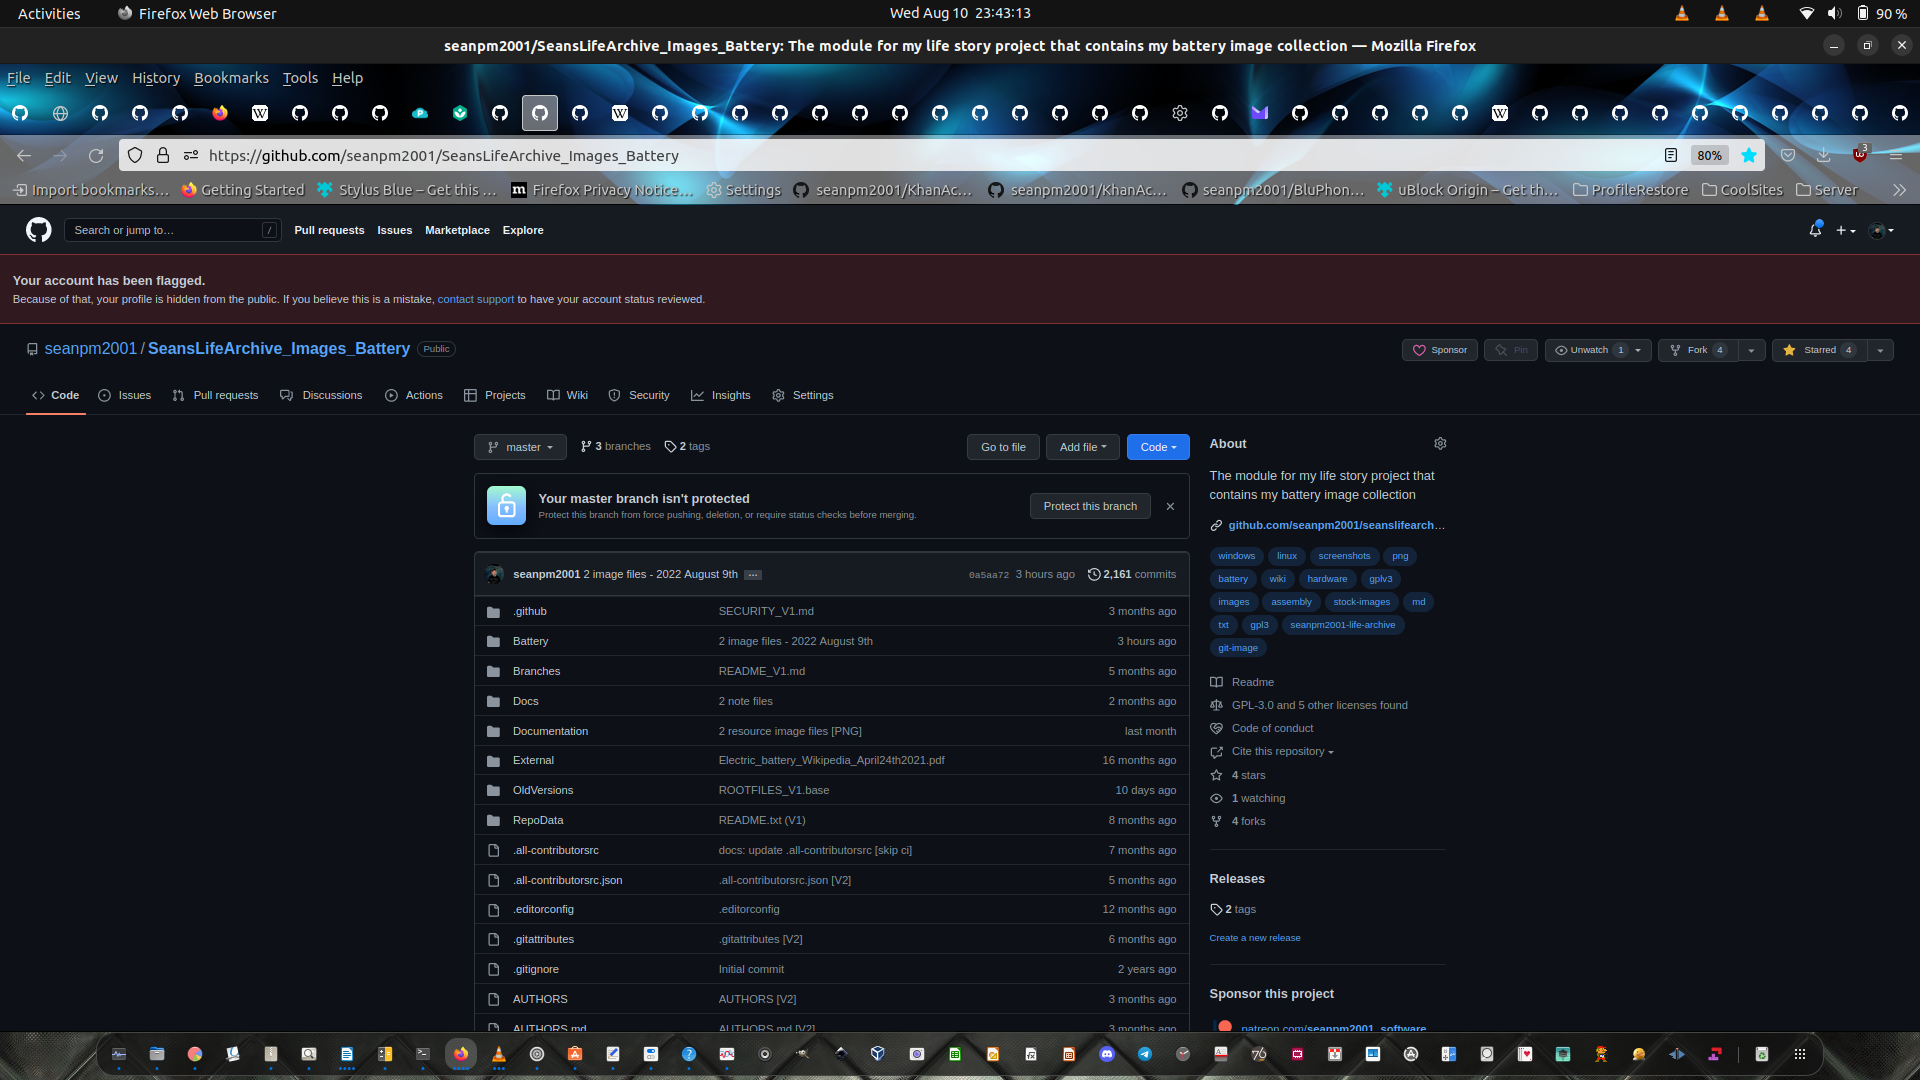 Activities
Firefox Web Browser
Wed Aug 10 23:43:13
90 %
seanpm2001/SeansLifeArchive_Images_Battery: The module for my life story project that contains my battery image collection — Mozilla Firefox
File Edit View History Bookmarks Tools Help
https://github.com/seanpm2001/SeansLifeArchive_Images_Battery
80%
3
Import bookmarks…
Getting Started
Stylus Blue – Get this …
Firefox Privacy Notice…
Settings
seanpm2001/KhanAc…
seanpm2001/KhanAc…
seanpm2001/BluPhon…
uBlock Origin – Get th…
ProfileRestore
CoolSites
Server
Search or jump to…
/
Pull requests Issues Marketplace Explore
Your account has been flagged.
Because of that, your profile is hidden from the public. If you believe this is a mistake, contact support to have your account status reviewed.
seanpm2001 / SeansLifeArchive_Images_Battery Public
Sponsor
Pin
Unwatch 1
Fork 4
Starred 4
Code
Issues
Pull requests
Discussions
Actions
Projects
Wiki
Security
Insights
Settings
master
3 branches
2 tags
Go to file
Add file
Code
Your master branch isn't protected
Protect this branch from force pushing, deletion, or require status checks before merging.
Protect this branch
seanpm2001 2 image files - 2022 August 9th …
0a5aa72 3 hours ago
2,161 commits
.github SECURITY_V1.md 3 months ago
Battery 2 image files - 2022 August 9th 3 hours ago
Branches README_V1.md 5 months ago
Docs 2 note files 2 months ago
Documentation 2 resource image files [PNG] last month
External Electric_battery_Wikipedia_April24th2021.pdf 16 months ago
OldVersions ROOTFILES_V1.base 10 days ago
RepoData README.txt (V1) 8 months ago
.all-contributorsrc docs: update .all-contributorsrc [skip ci] 7 months ago
.all-contributorsrc.json .all-contributorsrc.json [V2] 5 months ago
.editorconfig .editorconfig 12 months ago
.gitattributes .gitattributes [V2] 6 months ago
.gitignore Initial commit 2 years ago
AUTHORS AUTHORS [V2] 3 months ago
AUTHORS.md AUTHORS.md [V2] 3 months ago
About
The module for my life story project that
contains my battery image collection
github.com/seanpm2001/seanslifearch…
windows linux screenshots png
battery wiki hardware gplv3
images assembly stock-images md
txt gpl3 seanpm2001-life-archive
git-image
Readme
GPL-3.0 and 5 other licenses found
Code of conduct
Cite this repository
4 stars
1 watching
4 forks
Releases
2 tags
Create a new release
Sponsor this project
patreon.com/seanpm2001_software